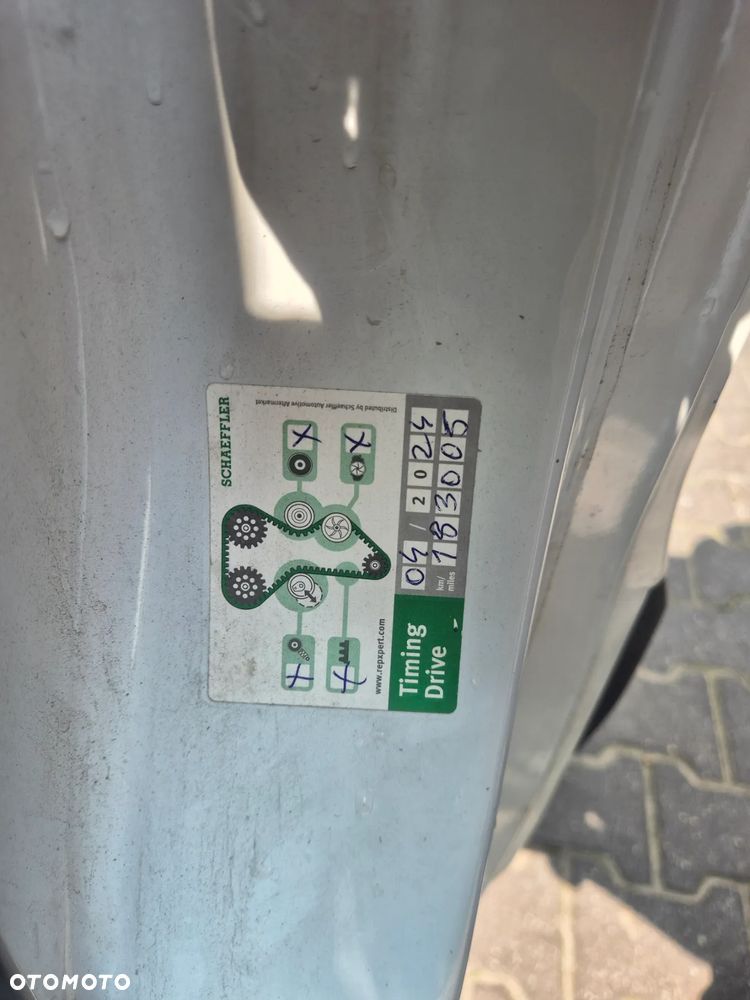 SCHAEFFLER
X X
X X
www.repxpert.com
Distributed by Schaeffler Automotive Aftermarket
Timing
Drive
04 / 2024
km/
miles
183005
OTOMOTO